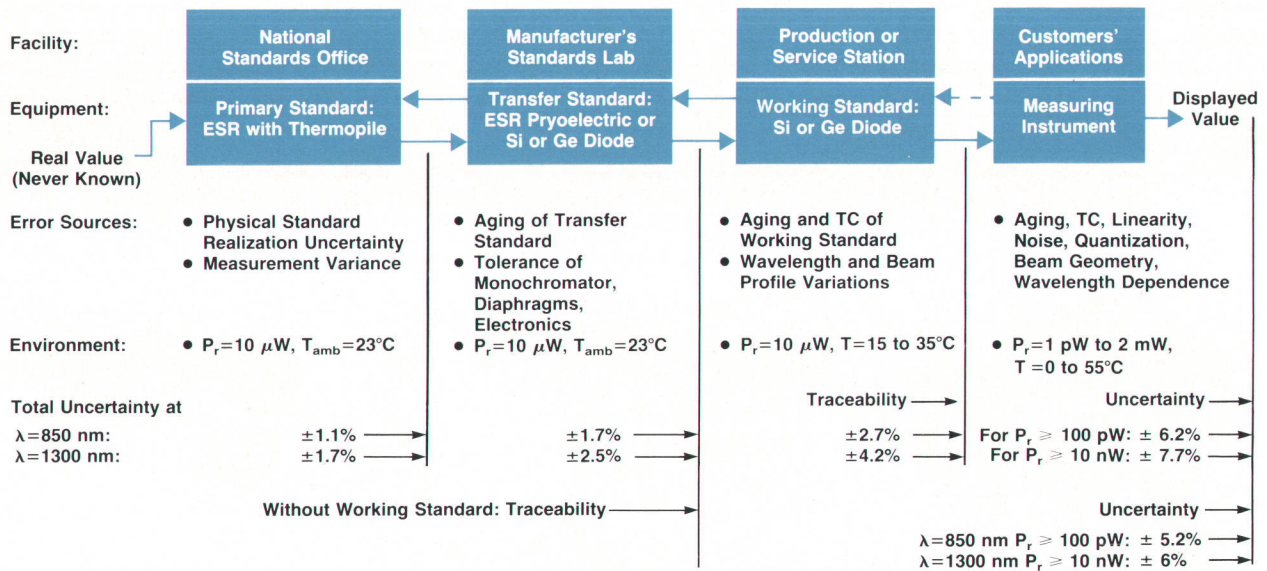 Facility:
National
Standards Office
Manufacturer's
Standards Lab
Production or
Service Station
Customers'
Applications
Equipment:
Primary Standard:
ESR with Thermopile
Transfer Standard:
ESR Pryoelectric or
Si or Ge Diode
Working Standard:
Si or Ge Diode
Measuring
Instrument
Displayed
Value
Real Value
(Never Known)
Error Sources:
• Physical Standard
Realization Uncertainty
• Measurement Variance
• Aging of Transfer
Standard
• Tolerance of
Monochromator,
Diaphragms,
Electronics
• Aging and TC of
Working Standard
• Wavelength and Beam
Profile Variations
• Aging, TC, Linearity,
Noise, Quantization,
Beam Geometry,
Wavelength Dependence
Environment:
• Pr=10 μW, Tamb=23°C
• Pr=10 μW, Tamb=23°C
• Pr=10 μW, T=15 to 35°C
• Pr=1 pW to 2 mW,
T =0 to 55°C
Total Uncertainty at
Traceability
Uncertainty
λ=850 nm: ±1.1% ±1.7% ±2.7% For Pr ≥ 100 pW: ± 6.2%
λ=1300 nm: ±1.7% ±2.5% ±4.2% For Pr ≥ 10 nW: ± 7.7%
Without Working Standard: Traceability
Uncertainty
λ=850 nm Pr ≥ 100 pW: ± 5.2%
λ=1300 nm Pr ≥ 10 nW: ± 6%